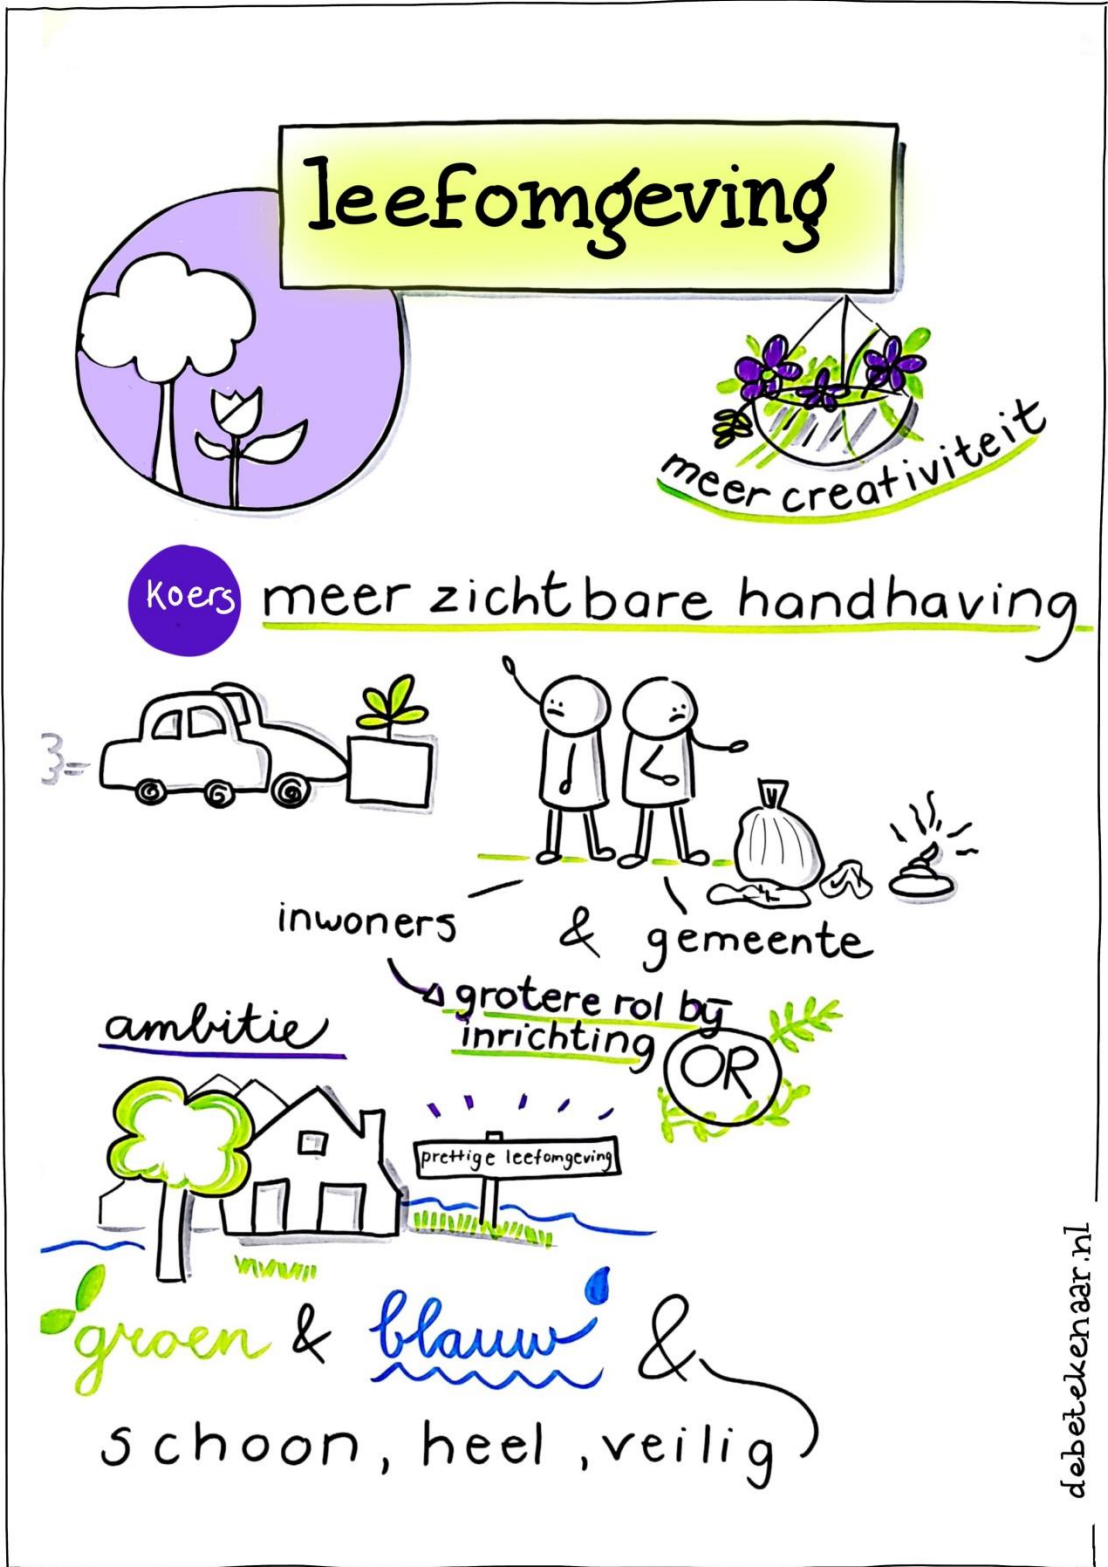 leefomgeving
meer creativiteit
Koers
meer zichtbare handhaving
inwoners & gemeente
grotere rol bij
inrichting
OR
ambitie
prettige leefomgeving
groen & blauw &
schoon, heel, veilig
debetekenaar.nl